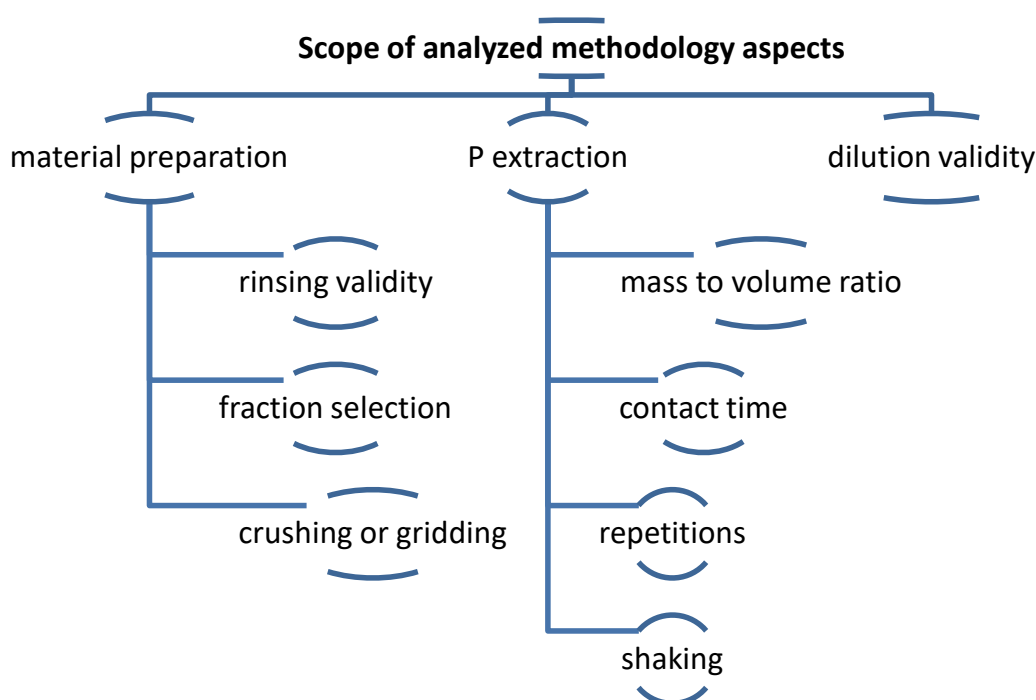 Scope of analyzed methodology aspects
material preparation
P extraction
dilution validity
rinsing validity
mass to volume ratio
fraction selection
contact time
crushing or gridding
repetitions
shaking